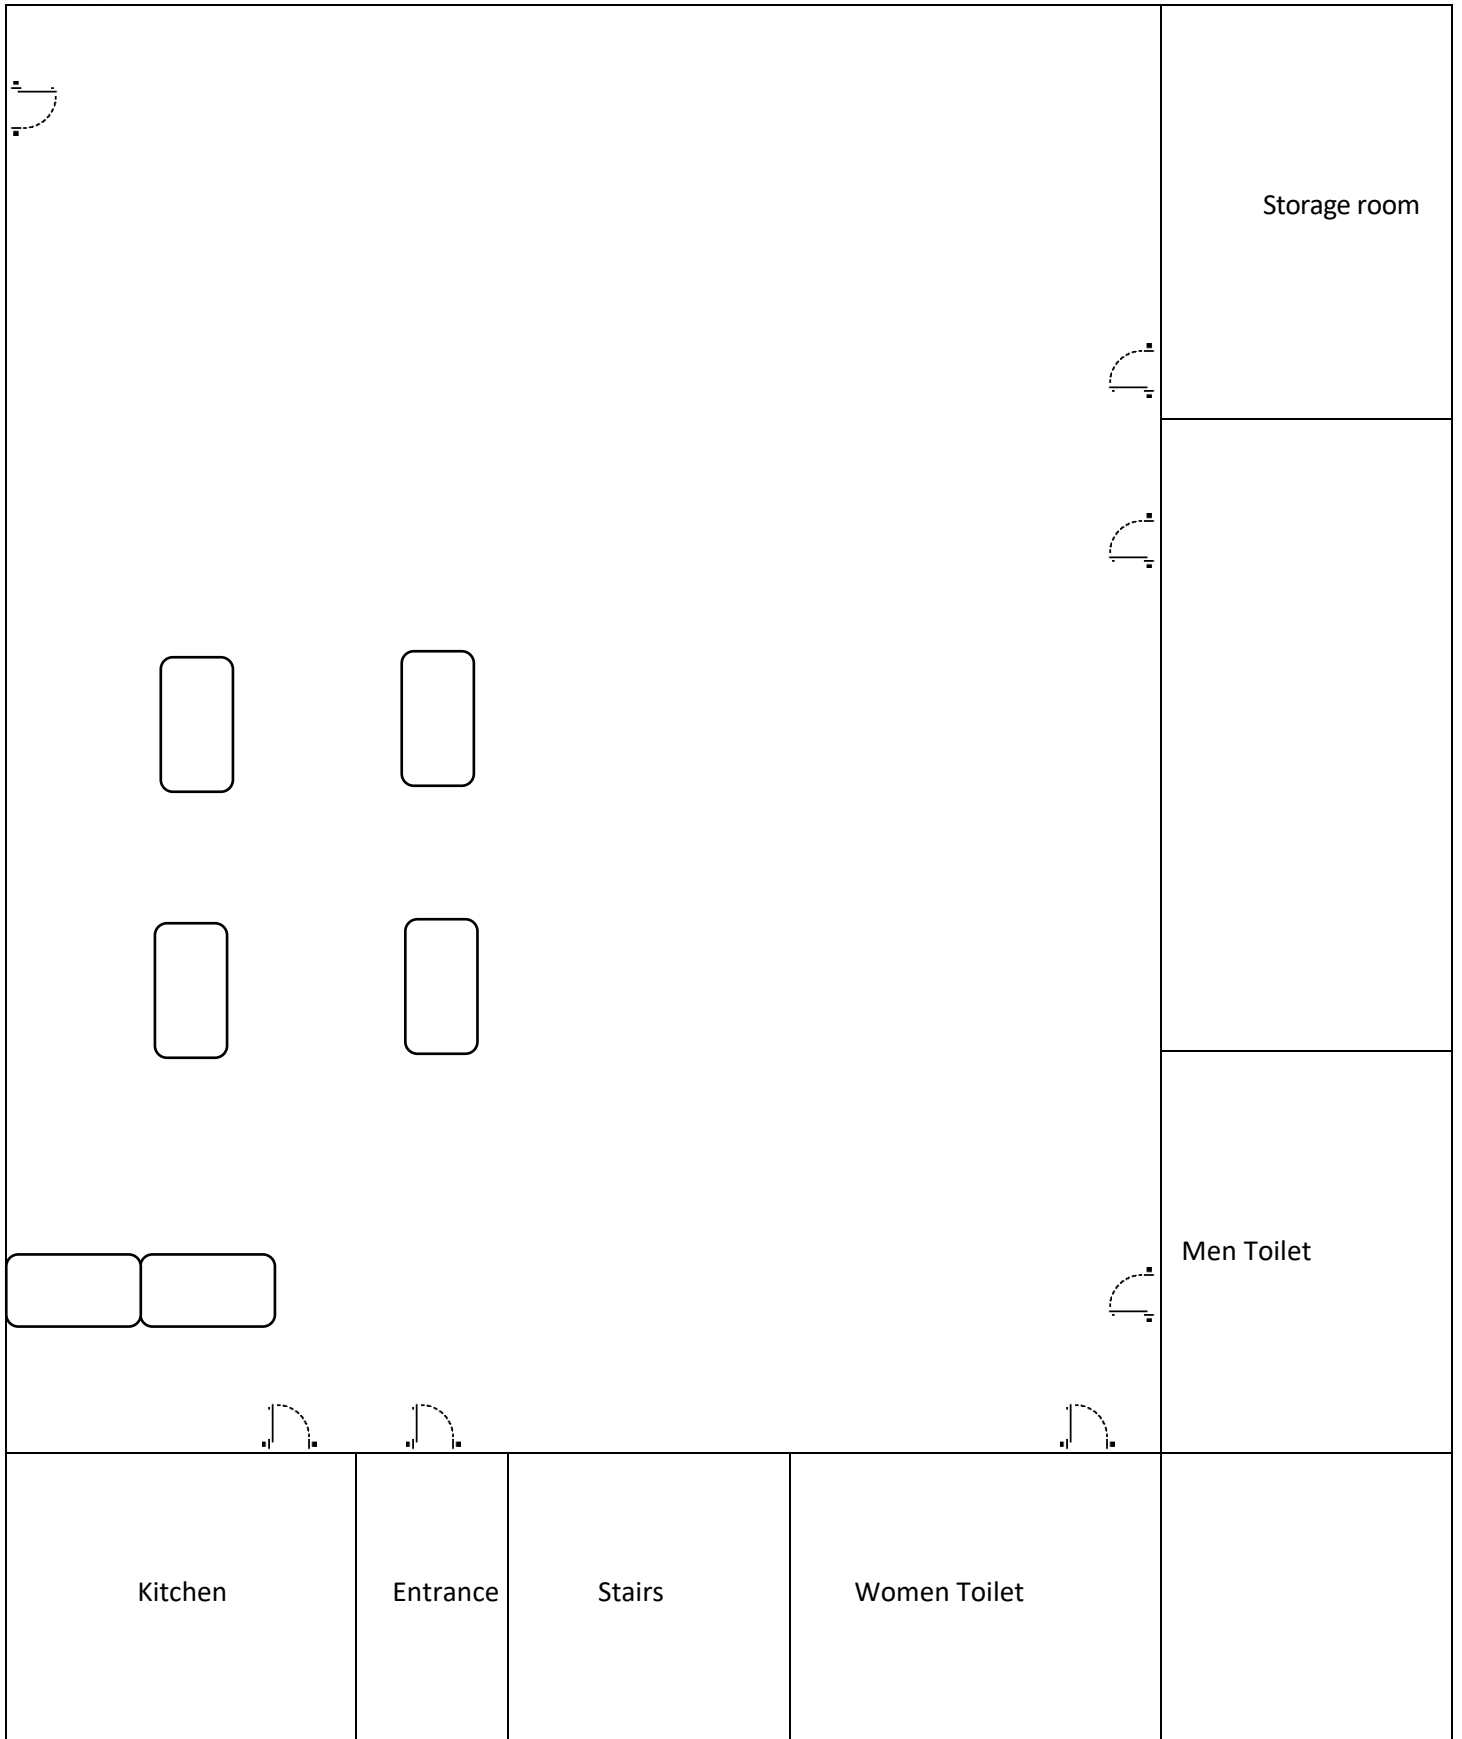 Storage room
Men Toilet
Kitchen
Entrance
Stairs
Women Toilet